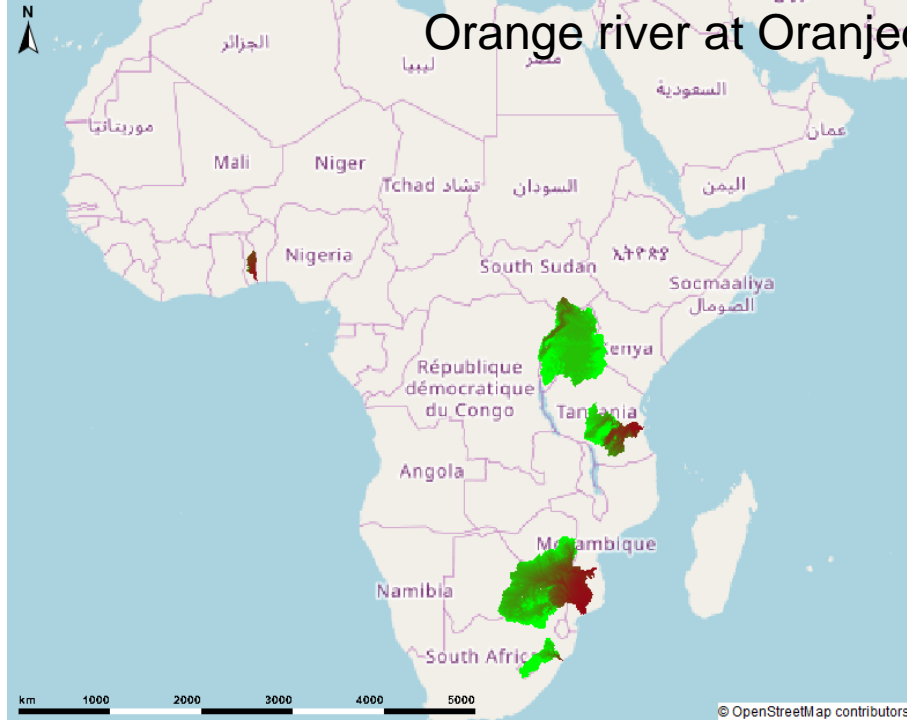 N
Orange river at Oranjed
الجزائر
ليبيا
مصر
السعودية
موريتانيا
عمان
Mali
Niger
Tchad تشاد
السودان
اليمن
Nigeria
South Sudan
ኢትዮጵያ
Soomaaliya
الصومال
Kenya
République
démocratique
du Congo
Tanzania
Angola
Mozambique
Namibia
South Africa
km 1000 2000 3000 4000 5000
© OpenStreetMap contributors